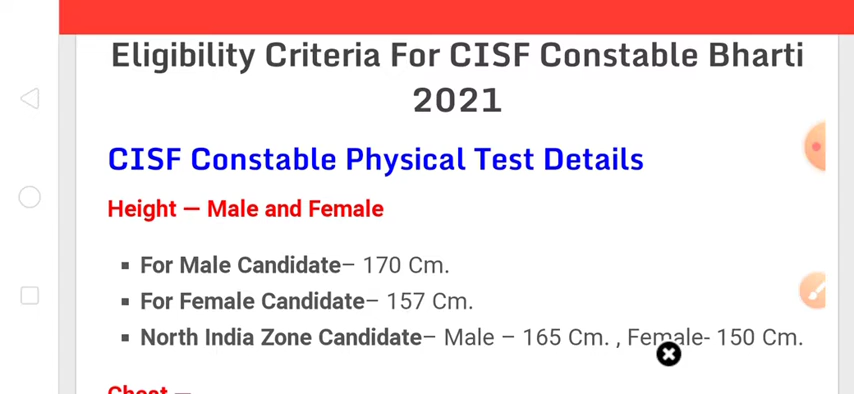 Eligibility Criteria For CISF Constable Bharti
2021
CISF Constable Physical Test Details
Height — Male and Female
▪ For Male Candidate– 170 Cm.
▪ For Female Candidate– 157 Cm.
▪ North India Zone Candidate– Male – 165 Cm. , Female- 150 Cm.
Chest —